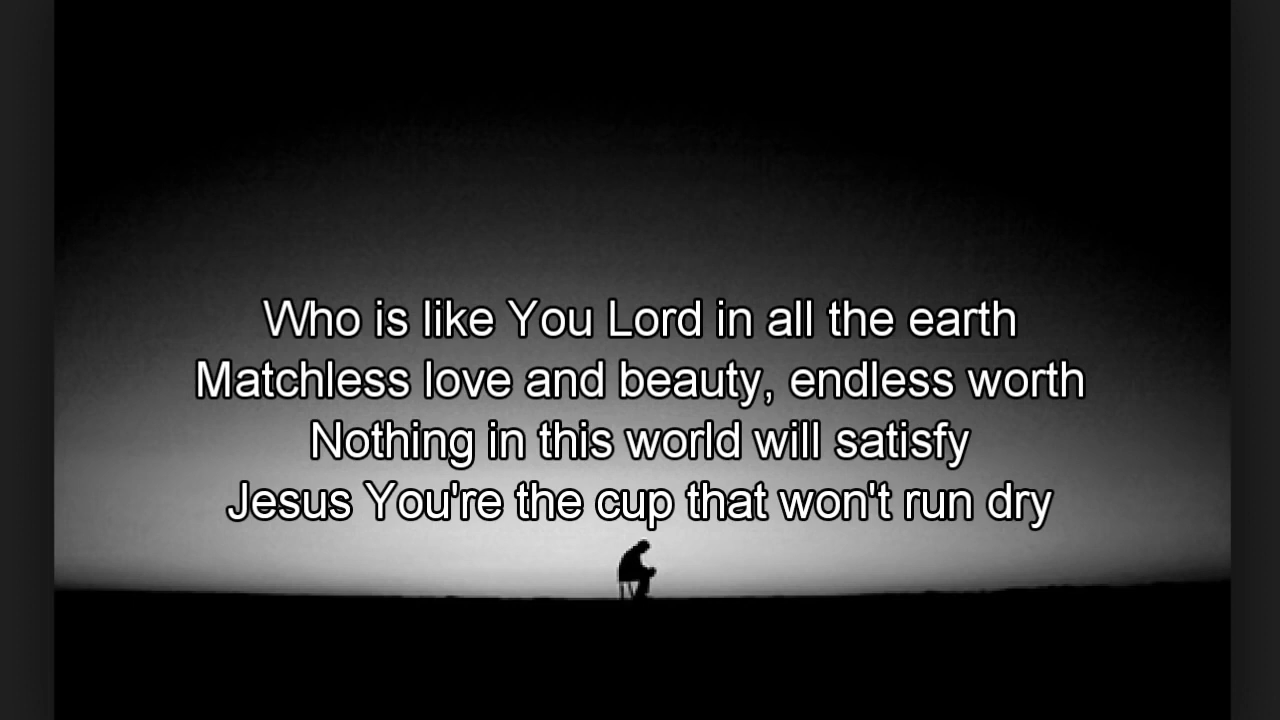 Who is like You Lord in all the earth
Matchless love and beauty, endless worth
Nothing in this world will satisfy
Jesus You're the cup that won't run dry